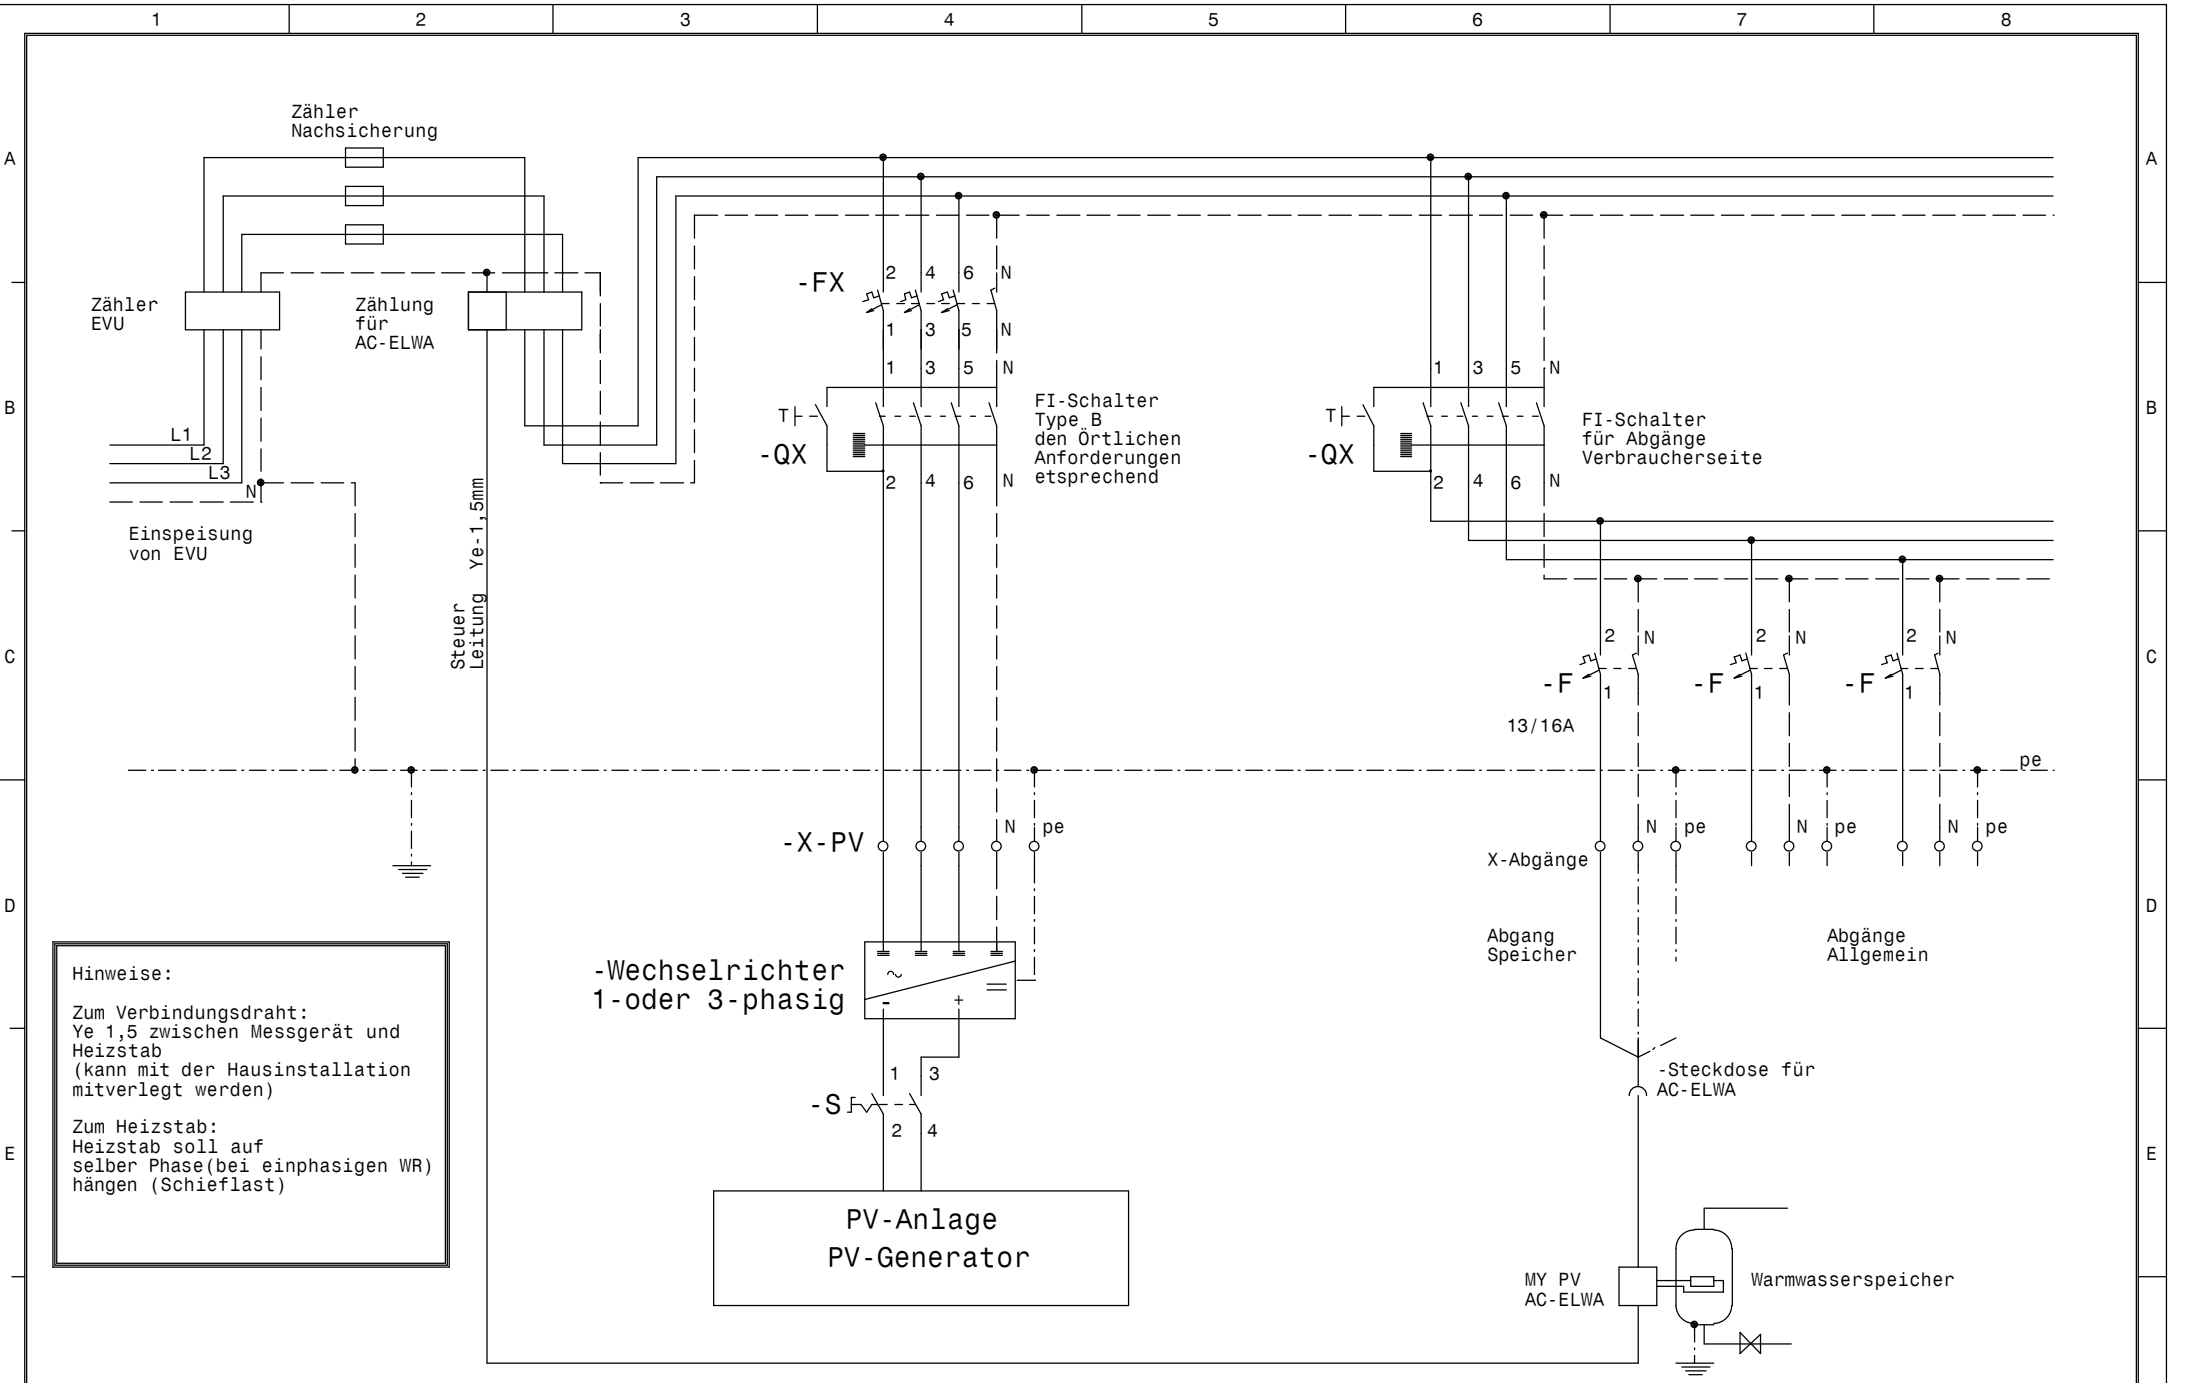 1 2 3 4 5 6 7 8
A
A
B
B
C
C
D
D
E
E
Zähler
Nachsicherung
Zähler
EVU
Zählung
für
AC-ELWA
L1
L2
L3
N
Einspeisung
von EVU
Steuer
Leitung Ye-1,5mm
-FX
2 4 6 N
1 3 5 N
1 3 5 N
T
-QX
2 4 6 N
FI-Schalter
Type B
den Örtlichen
Anforderungen
etsprechend
1 3 5 N
T
-QX
2 4 6 N
FI-Schalter
für Abgänge
Verbraucherseite
2 N
-F
1
13/16A
2 N
-F
1
2 N
-F
1
pe
-X-PV
N pe
X-Abgänge
N pe
N pe
N pe
Abgang
Speicher
Abgänge
Allgemein
-Wechselrichter
1-oder 3-phasig
- +
1 3
-S
2 4
PV-Anlage
PV-Generator
-Steckdose für
AC-ELWA
MY PV
AC-ELWA
Warmwasserspeicher
Hinweise:
Zum Verbindungsdraht:
Ye 1,5 zwischen Messgerät und
Heizstab
(kann mit der Hausinstallation
mitverlegt werden)
Zum Heizstab:
Heizstab soll auf
selber Phase(bei einphasigen WR)
hängen (Schieflast)